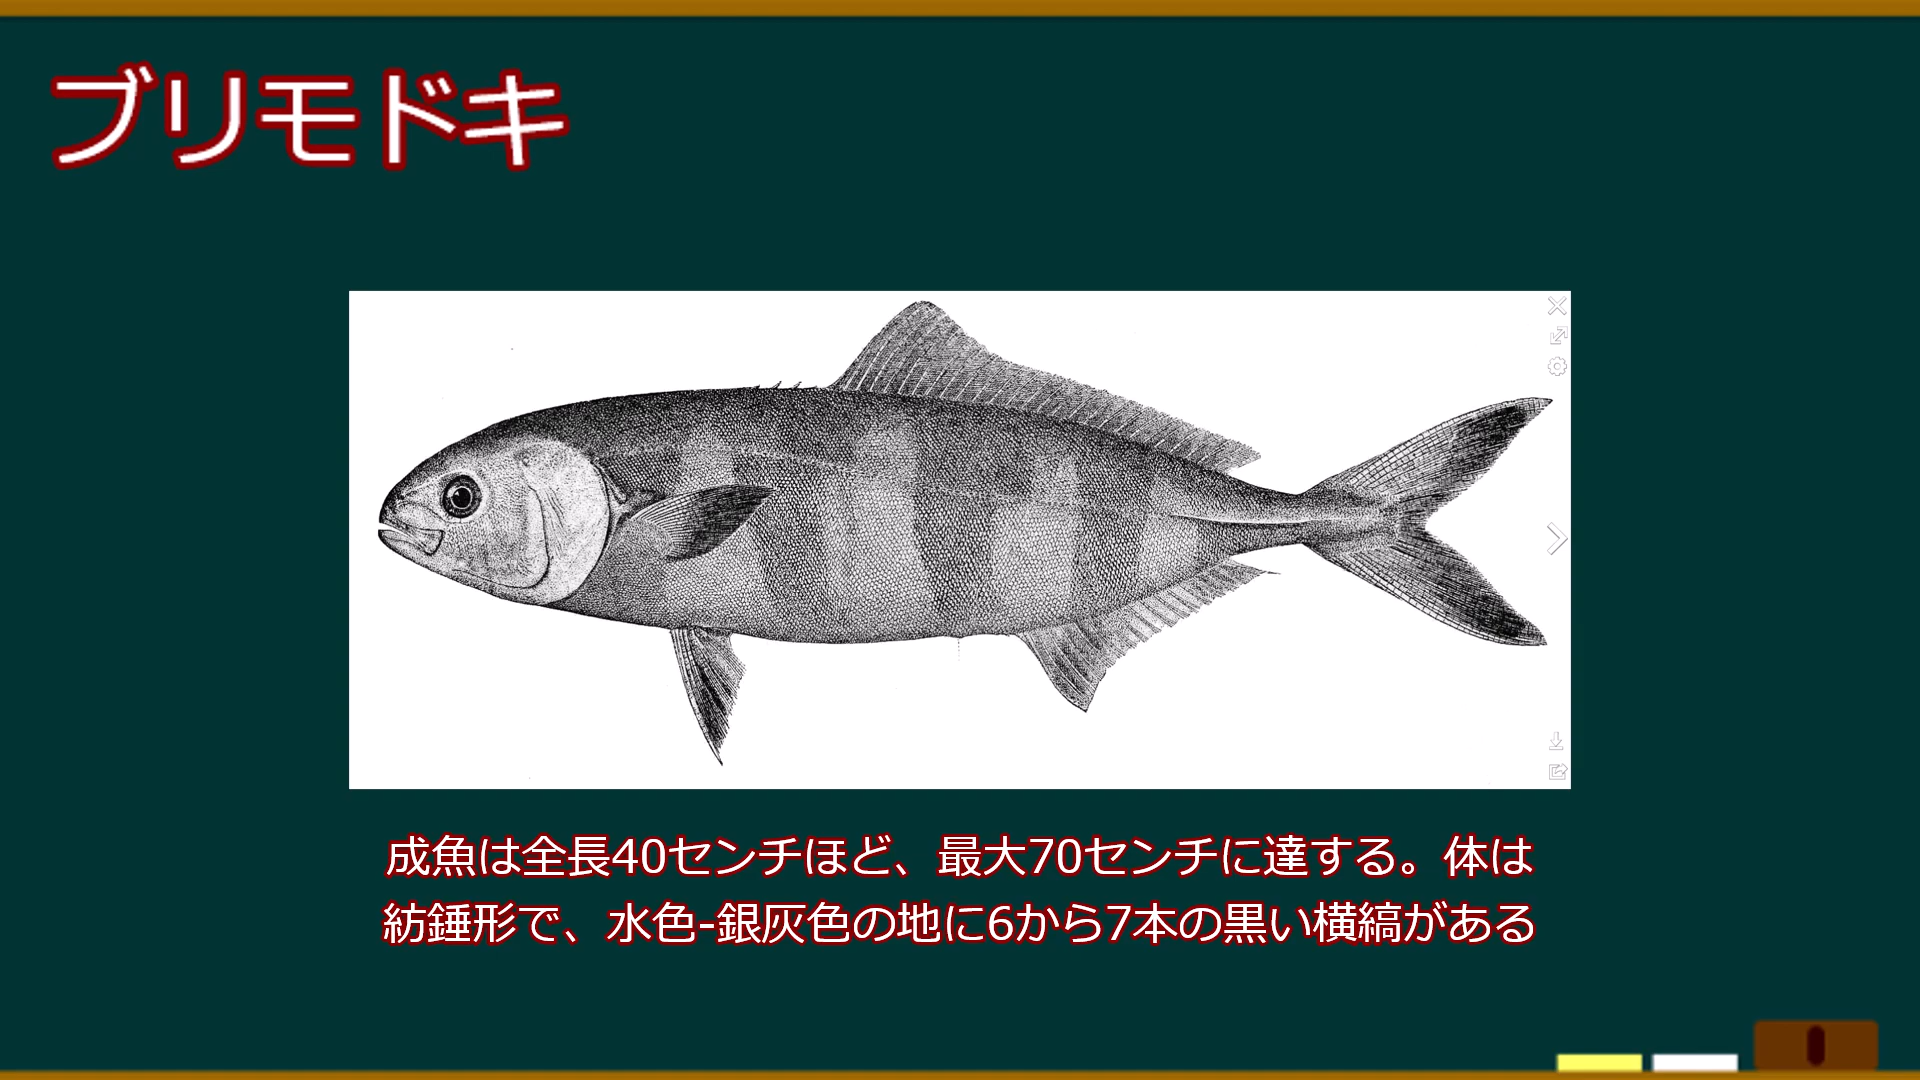 ブリモドキ
成魚は全長40センチほど、最大70センチに達する。体は
紡錘形で、水色-銀灰色の地に6から7本の黒い横縞がある